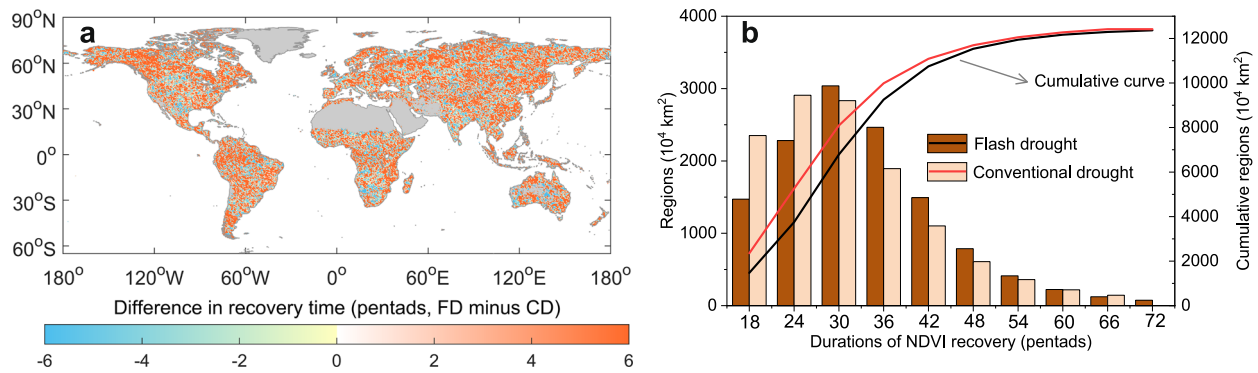 a
90°N
60°N
30°N
0°
30°S
60°S
180° 120°W 60°W 0° 60°E 120°E 180°
Difference in recovery time (pentads, FD minus CD)
-6 -4 -2 0 2 4 6
b
Regions (10⁴ km²)
4000
3000
2000
1000
0
Cumulative curve
Flash drought
Conventional drought
12000
10000
8000
6000
4000
2000
0
Cumulative regions (10⁴ km²)
18 24 30 36 42 48 54 60 66 72
Durations of NDVI recovery (pentads)